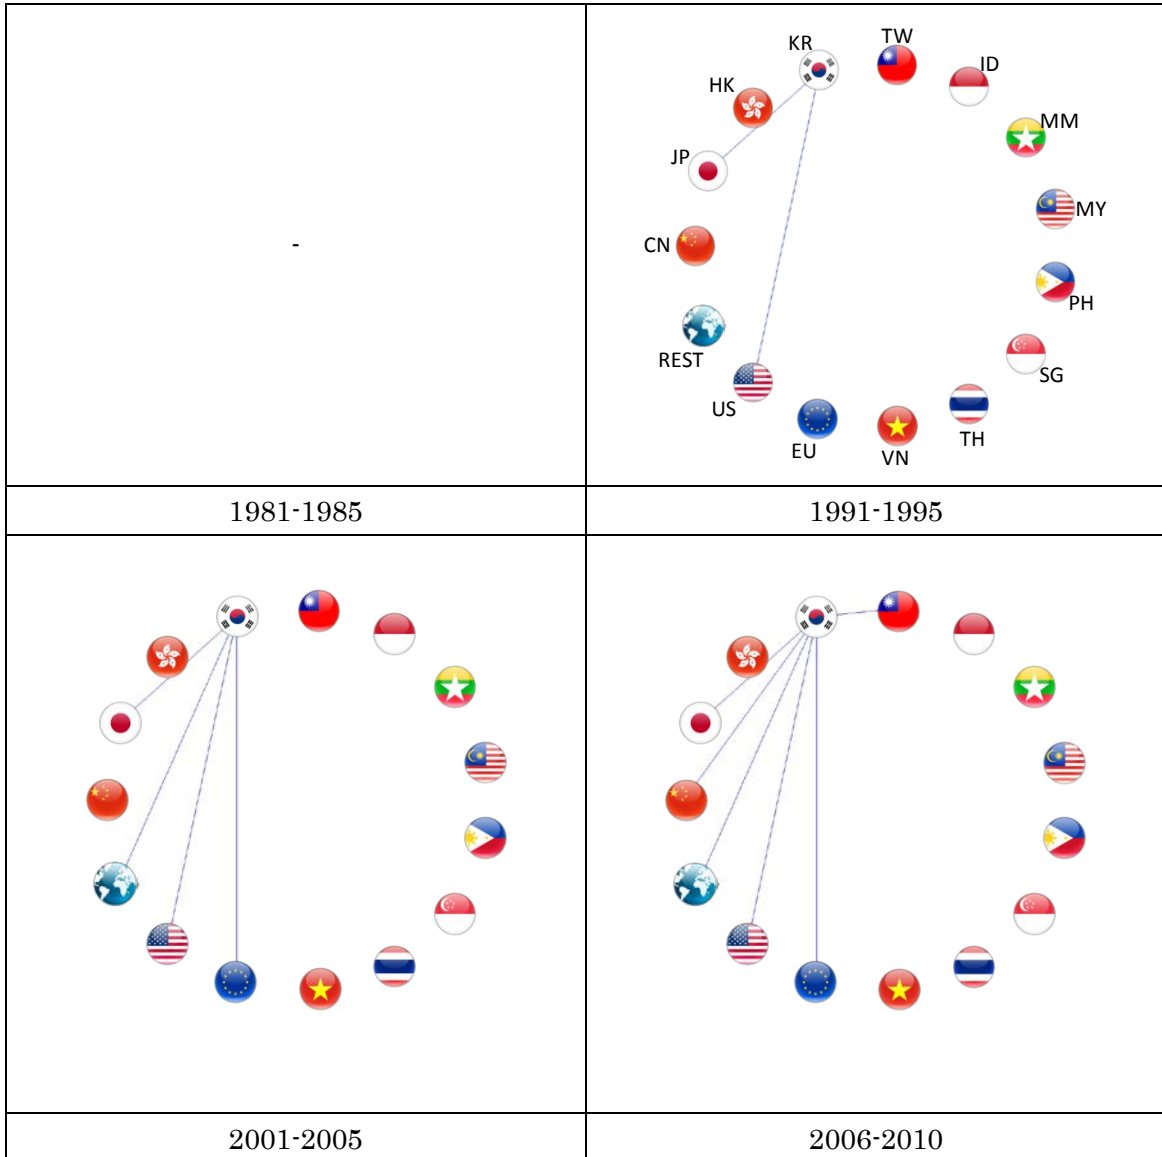 -
KR
TW
ID
HK
MM
JP
MY
CN
PH
REST
SG
US
TH
EU
VN
1981-1985
1991-1995
2001-2005
2006-2010